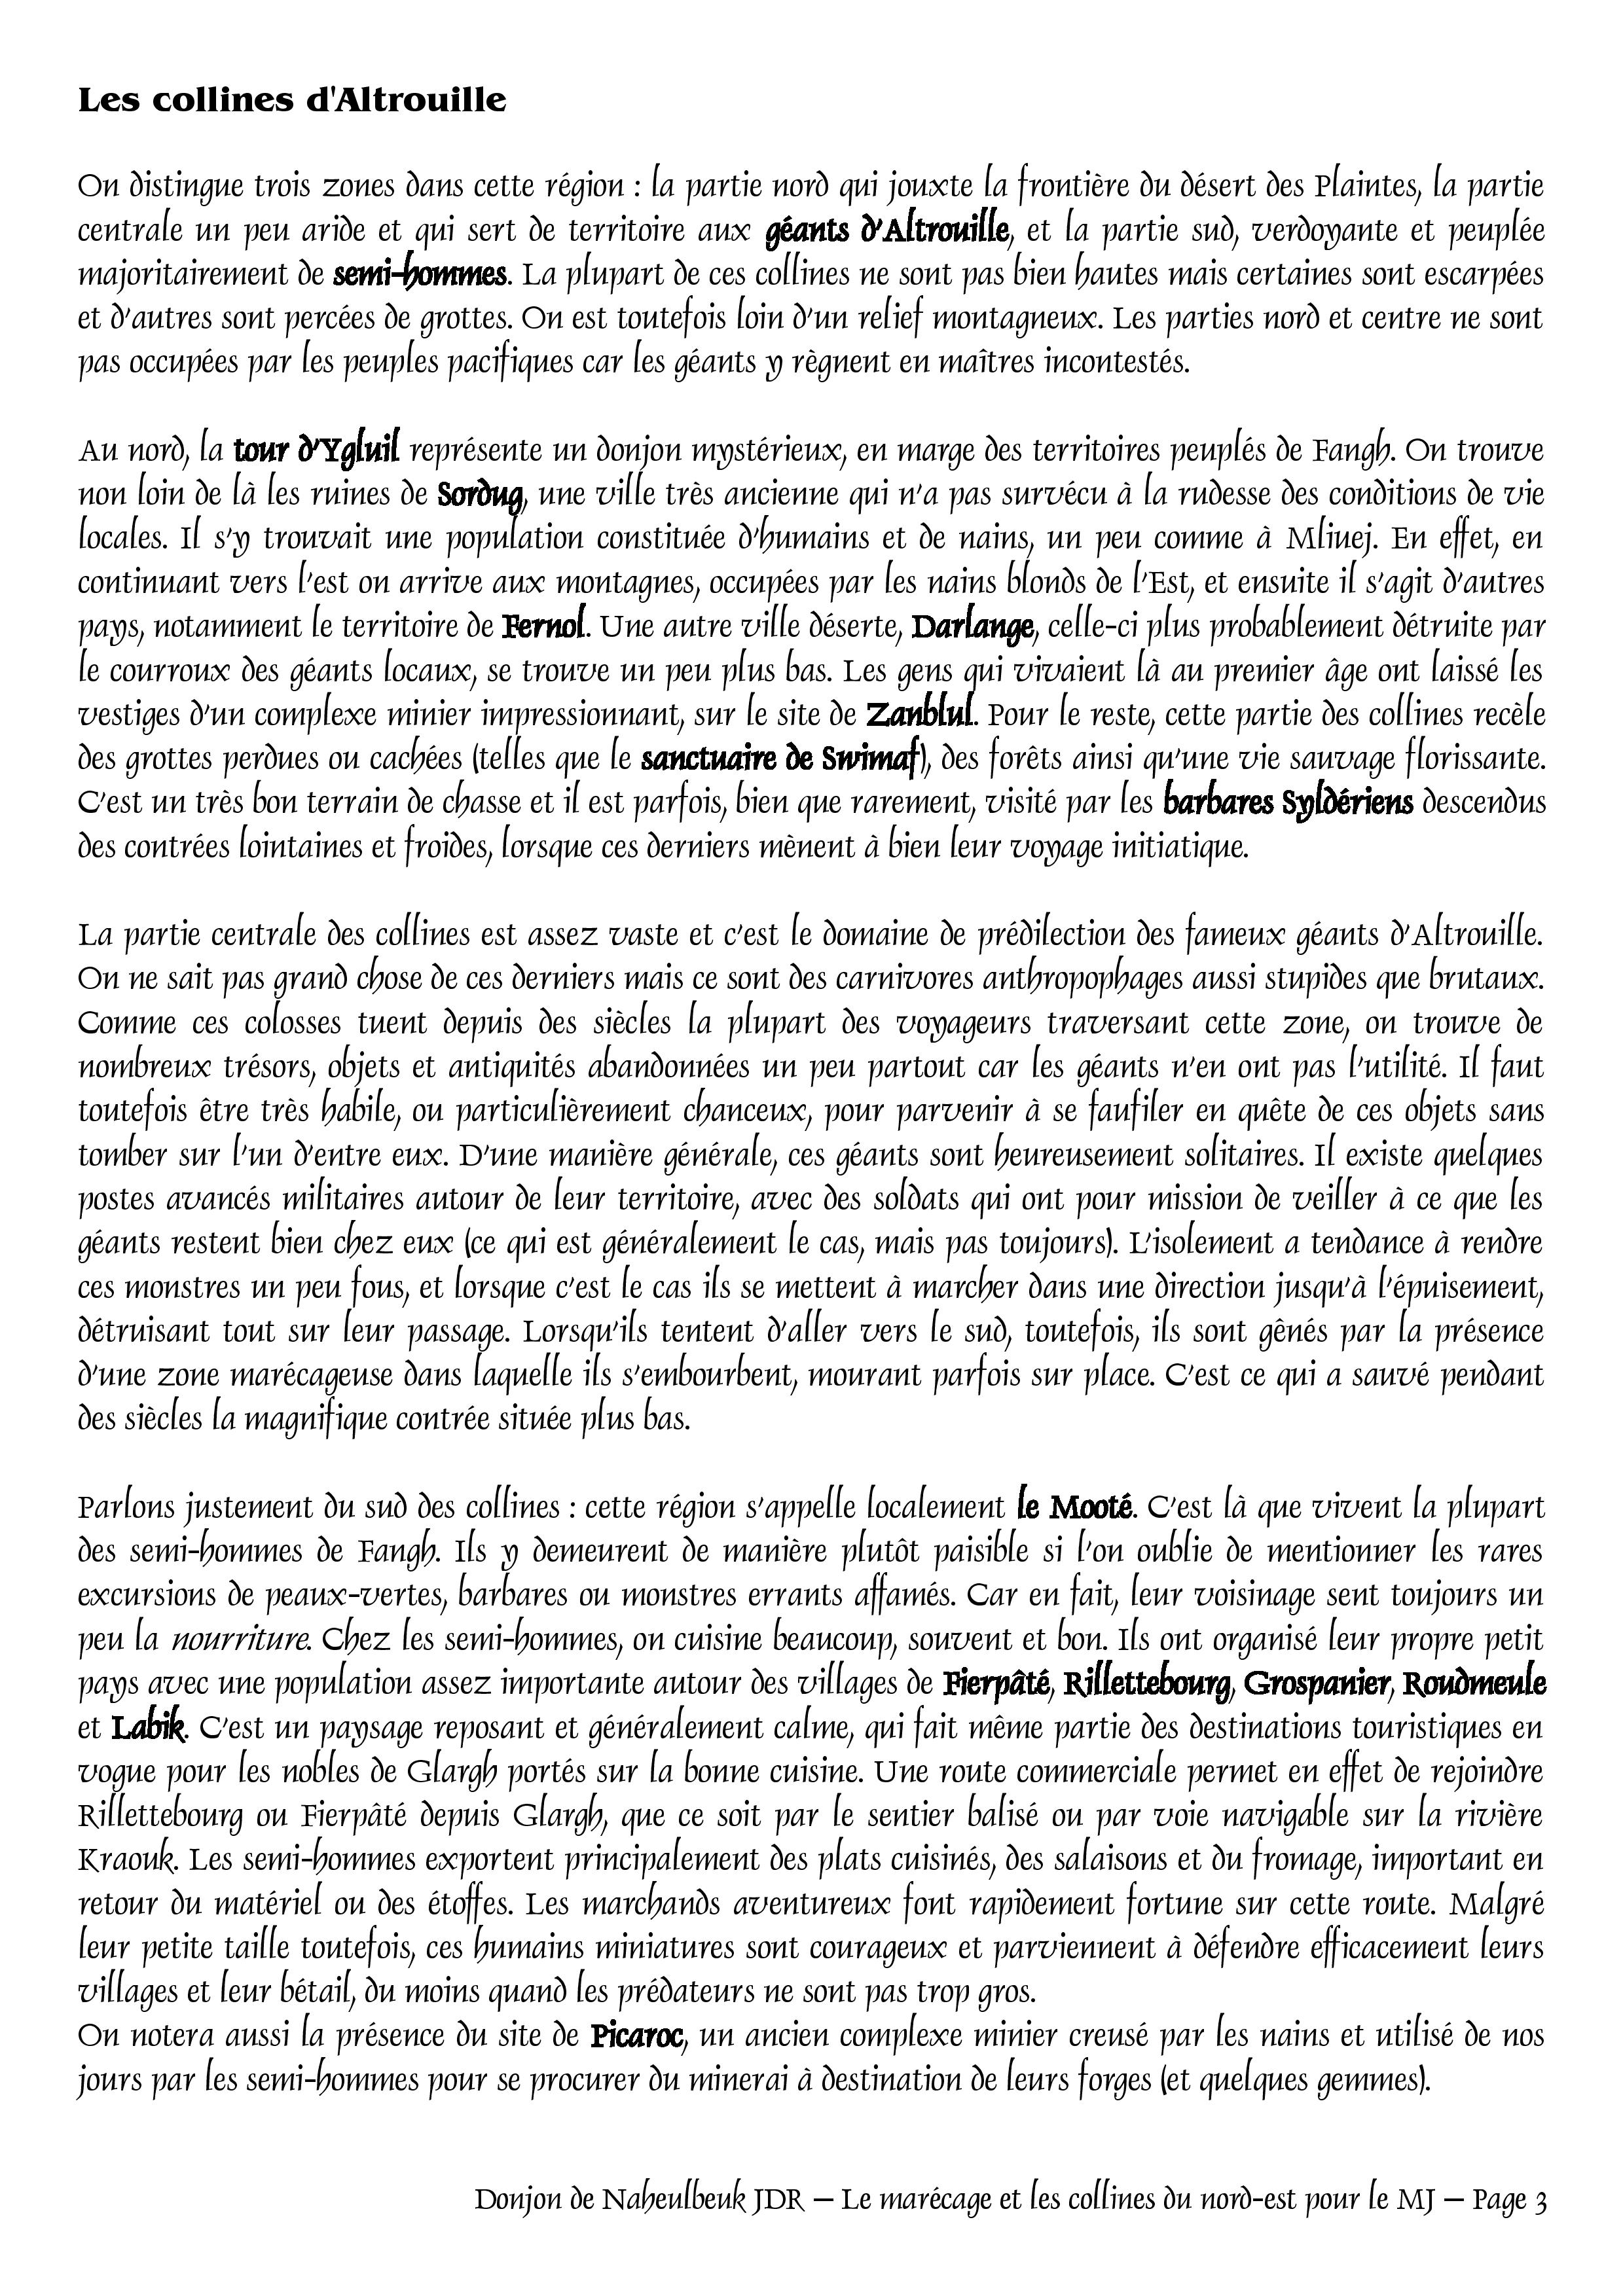 Les collines d'Altrouille
On distingue trois zones dans cette région : la partie nord qui jouxte la frontière du désert des Plaintes, la partie
centrale un peu aride et qui sert de territoire aux géants d'Altrouille, et la partie sud, verdoyante et peuplée
majoritairement de semi-hommes. La plupart de ces collines ne sont pas bien hautes mais certaines sont escarpées
et d'autres sont percées de grottes. On est toutefois loin d'un relief montagneux. Les parties nord et centre ne sont
pas occupées par les peuples pacifiques car les géants y règnent en maîtres incontestés.
Au nord, la tour d'Ygluil représente un donjon mystérieux, en marge des territoires peuplés de Fangh. On trouve
non loin de là les ruines de Sordug, une ville très ancienne qui n'a pas survécu à la rudesse des conditions de vie
locales. Il s'y trouvait une population constituée d'humains et de nains, un peu comme à Mliuej. En effet, en
continuant vers l'est on arrive aux montagnes, occupées par les nains blonds de l'Est, et ensuite il s'agit d'autres
pays, notamment le territoire de Fernol. Une autre ville déserte, Darlange, celle-ci plus probablement détruite par
le courroux des géants locaux, se trouve un peu plus bas. Les gens qui vivaient là au premier âge ont laissé les
vestiges d'un complexe minier impressionnant, sur le site de Zanblul. Pour le reste, cette partie des collines recèle
des grottes perdues ou cachées (telles que le sanctuaire de Swimaf), des forêts ainsi qu'une vie sauvage florissante.
C'est un très bon terrain de chasse et il est parfois, bien que rarement, visité par les barbares Syldériens descendus
des contrées lointaines et froides, lorsque ces derniers mènent à bien leur voyage initiatique.
La partie centrale des collines est assez vaste et c'est le domaine de prédilection des fameux géants d'Altrouille.
On ne sait pas grand chose de ces derniers mais ce sont des carnivores anthropophages aussi stupides que brutaux.
Comme ces colosses tuent depuis des siècles la plupart des voyageurs traversant cette zone, on trouve de
nombreux trésors, objets et antiquités abandonnées un peu partout car les géants n'en ont pas l'utilité. Il faut
toutefois être très habile, ou particulièrement chanceux, pour parvenir à se faufiler en quête de ces objets sans
tomber sur l'un d'entre eux. D'une manière générale, ces géants sont heureusement solitaires. Il existe quelques
postes avancés militaires autour de leur territoire, avec des soldats qui ont pour mission de veiller à ce que les
géants restent bien chez eux (ce qui est généralement le cas, mais pas toujours). L'isolement a tendance à rendre
ces monstres un peu fous, et lorsque c'est le cas ils se mettent à marcher dans une direction jusqu'à l'épuisement,
détruisant tout sur leur passage. Lorsqu'ils tentent d'aller vers le sud, toutefois, ils sont gênés par la présence
d'une zone marécageuse dans laquelle ils s'embourbent, mourant parfois sur place. C'est ce qui a sauvé pendant
des siècles la magnifique contrée située plus bas.
Parlons justement du sud des collines : cette région s'appelle localement le Mooté. C'est là que vivent la plupart
des semi-hommes de Fangh. Ils y demeurent de manière plutôt paisible si l'on oublie de mentionner les rares
excursions de peaux-vertes, barbares ou monstres errants affamés. Car en fait, leur voisinage sent toujours un
peu la nourriture. Chez les semi-hommes, on cuisine beaucoup, souvent et bon. Ils ont organisé leur propre petit
pays avec une population assez importante autour des villages de Fierpâté, Rillettebourg, Grospanier, Roudmeule
et Labik. C'est un paysage reposant et généralement calme, qui fait même partie des destinations touristiques en
vogue pour les nobles de Glargh portés sur la bonne cuisine. Une route commerciale permet en effet de rejoindre
Rillettebourg ou Fierpâté depuis Glargh, que ce soit par le sentier balisé ou par voie navigable sur la rivière
Kraouk. Les semi-hommes exportent principalement des plats cuisinés, des salaisons et du fromage, important en
retour du matériel ou des étoffes. Les marchands aventureux font rapidement fortune sur cette route. Malgré
leur petite taille toutefois, ces humains miniatures sont courageux et parviennent à défendre efficacement leurs
villages et leur bétail, du moins quand les prédateurs ne sont pas trop gros.
On notera aussi la présence du site de Picaroc, un ancien complexe minier creusé par les nains et utilisé de nos
jours par les semi-hommes pour se procurer du minerai à destination de leurs forges (et quelques gemmes).
Donjon de Naheulbeuk JDR – Le marécage et les collines du nord-est pour le MJ – Page 3